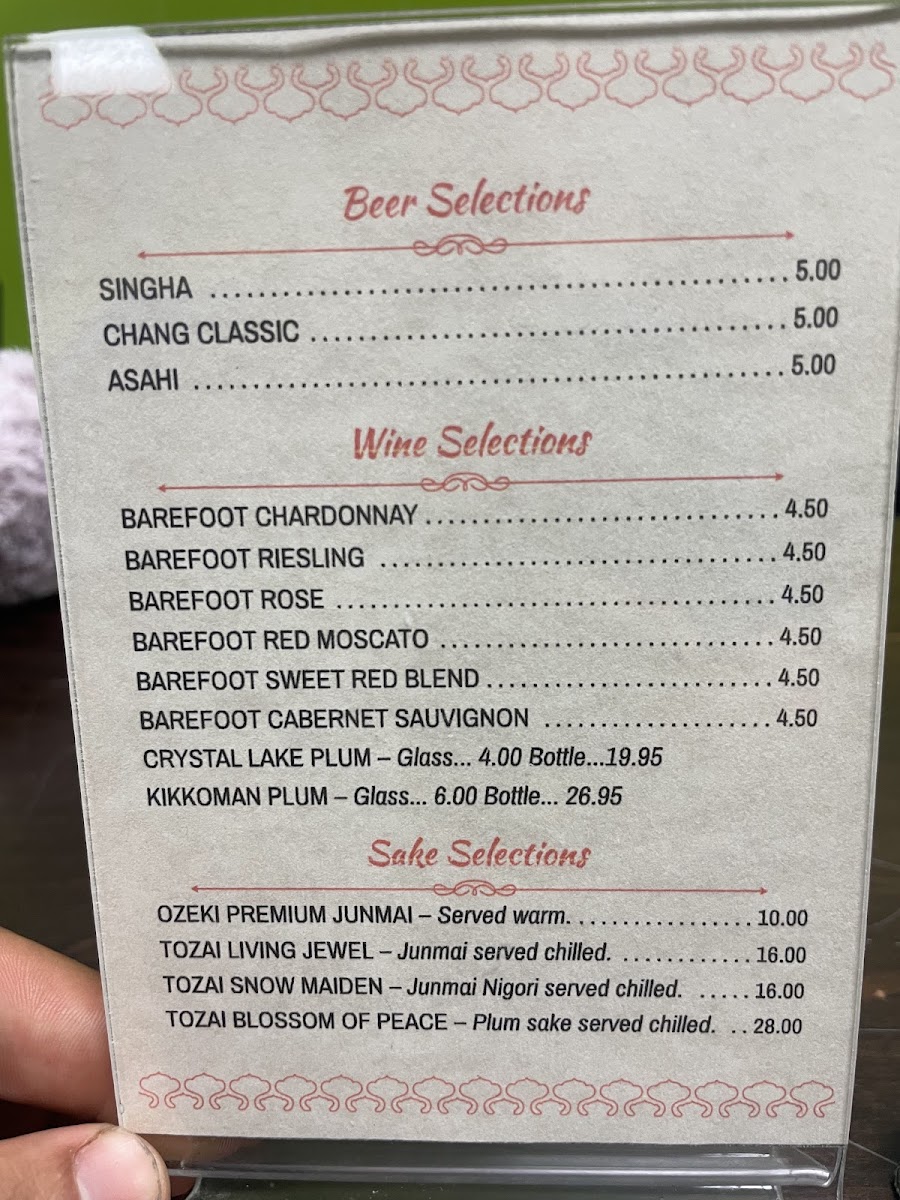 Beer Selections
SINGHA ........................................ 5.00
CHANG CLASSIC ................................ 5.00
ASAHI ........................................ 5.00
Wine Selections
BAREFOOT CHARDONNAY .............................. 4.50
BAREFOOT RIESLING .............................. 4.50
BAREFOOT ROSE .................................. 4.50
BAREFOOT RED MOSCATO .......................... 4.50
BAREFOOT SWEET RED BLEND ...................... 4.50
BAREFOOT CABERNET SAUVIGNON .................. 4.50
CRYSTAL LAKE PLUM – Glass... 4.00 Bottle...19.95
KIKKOMAN PLUM – Glass... 6.00 Bottle... 26.95
Sake Selections
OZEKI PREMIUM JUNMAI – Served warm. ................ 10.00
TOZAI LIVING JEWEL – Junmai served chilled. ............ 16.00
TOZAI SNOW MAIDEN – Junmai Nigori served chilled. ..... 16.00
TOZAI BLOSSOM OF PEACE – Plum sake served chilled. .. 28.00